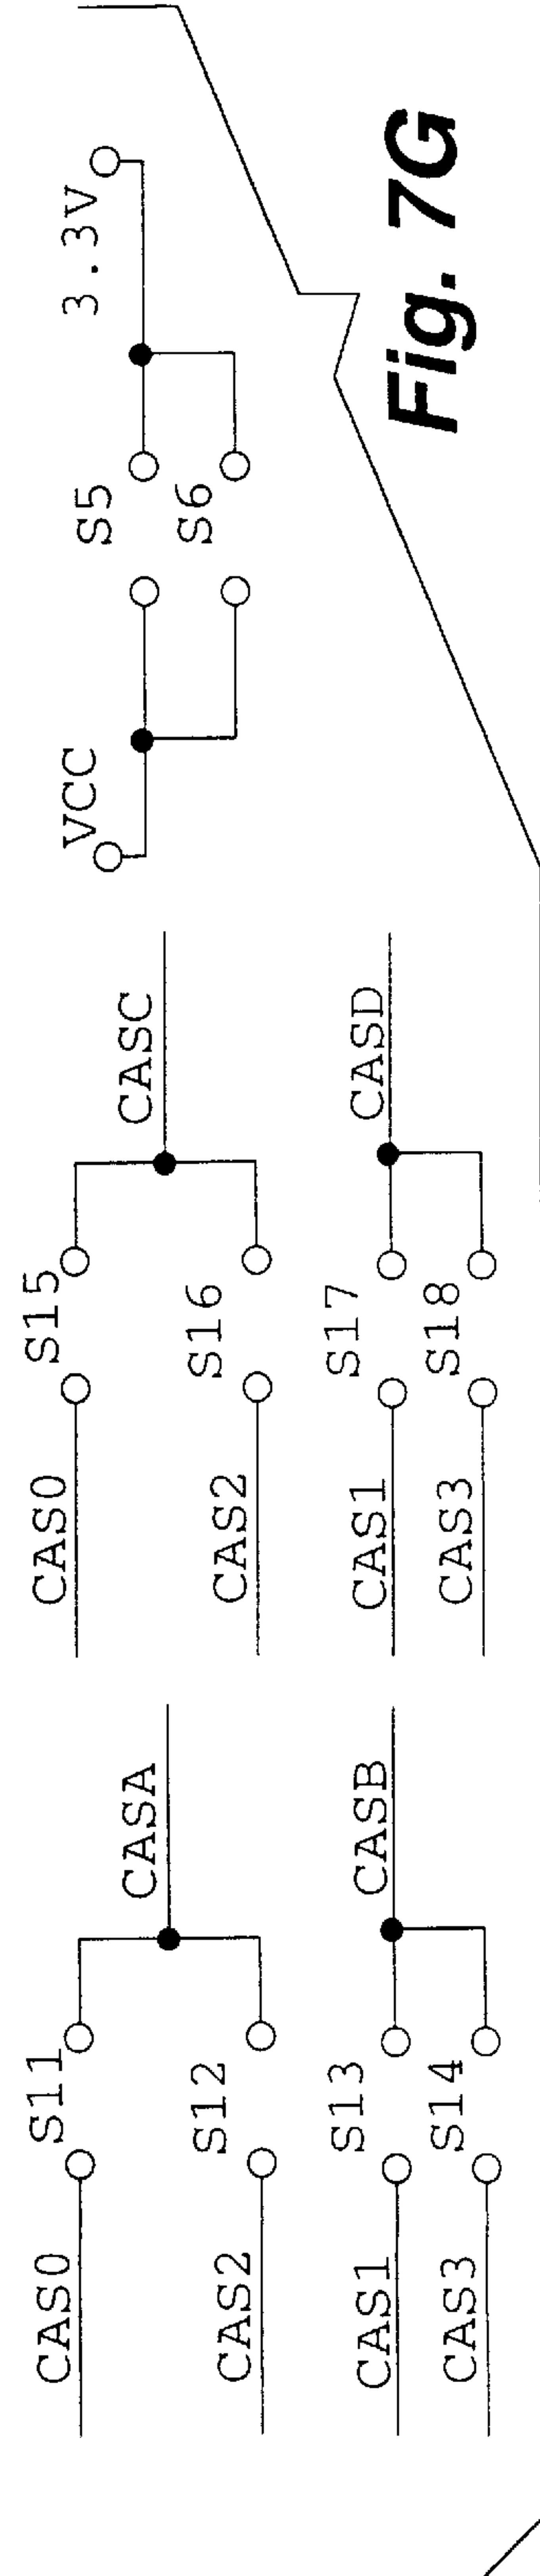 CAS0 S11 CASA
CAS2 S12
CAS1 S13 CASB
CAS3 S14
CAS0 S15 CASC
CAS2 S16
CAS1 S17 CASD
CAS3 S18
VCC S5 3.3V
S6
Fig. 7G